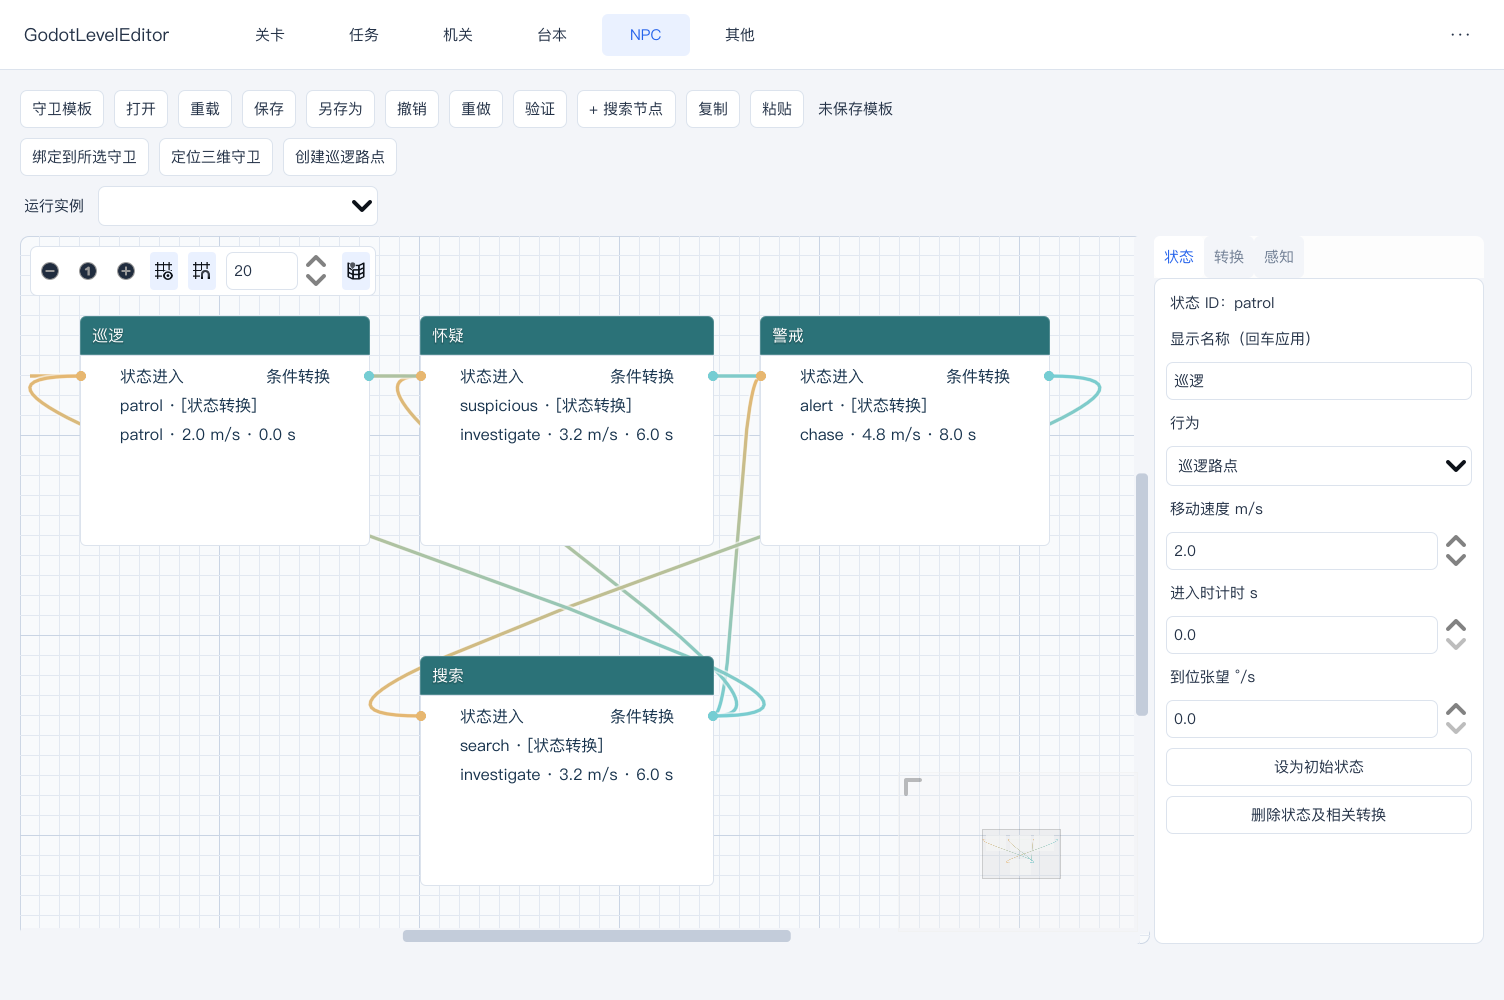 GodotLevelEditor 关卡 任务 机关 台本 NPC 其他 ···
守卫模板 打开 重载 保存 另存为 撤销 重做 验证 + 搜索节点 复制 粘贴 未保存模板
绑定到所选守卫 定位三维守卫 创建巡逻路点
运行实例
1 20
巡逻
状态进入 条件转换
patrol · [状态转换]
patrol · 2.0 m/s · 0.0 s
怀疑
状态进入 条件转换
suspicious · [状态转换]
investigate · 3.2 m/s · 6.0 s
警戒
状态进入 条件转换
alert · [状态转换]
chase · 4.8 m/s · 8.0 s
搜索
状态进入 条件转换
search · [状态转换]
investigate · 3.2 m/s · 6.0 s
状态 转换 感知
状态 ID：patrol
显示名称（回车应用）
巡逻
行为
巡逻路点
移动速度 m/s
2.0
进入时计时 s
0.0
到位张望 °/s
0.0
设为初始状态
删除状态及相关转换